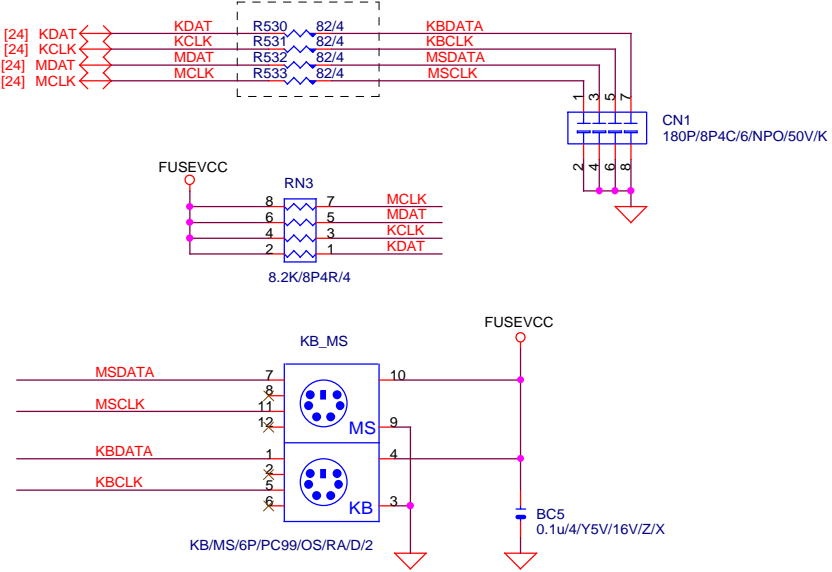 [24] KDAT KDAT R530 82/4 KBDATA
[24] KCLK KCLK R531 82/4 KBCLK
[24] MDAT MDAT R532 82/4 MSDATA
[24] MCLK MCLK R533 82/4 MSCLK
1 3 5 7
CN1
180P/8P4C/6/NPO/50V/K
2 4 6 8
FUSEVCC
RN3
8 7 MCLK
6 5 MDAT
4 3 KCLK
2 1 KDAT
8.2K/8P4R/4
FUSEVCC
KB_MS
MSDATA 7 10
8
MSCLK 11
12 MS 9
KBDATA 1 4
2
KBCLK 5
6 KB 3
BC5
0.1u/4/Y5V/16V/Z/X
KB/MS/6P/PC99/OS/RA/D/2